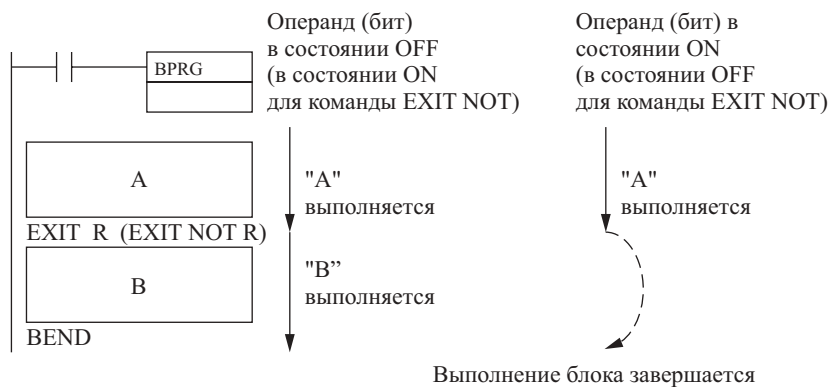 Операнд (бит)
в состоянии OFF
(в состоянии ON
для команды EXIT NOT)
Операнд (бит) в
состоянии ON
(в состоянии OFF
для команды EXIT NOT)
BPRG
A
"A"
выполняется
"A"
выполняется
EXIT R (EXIT NOT R)
B
"B”
выполняется
BEND
Выполнение блока завершается